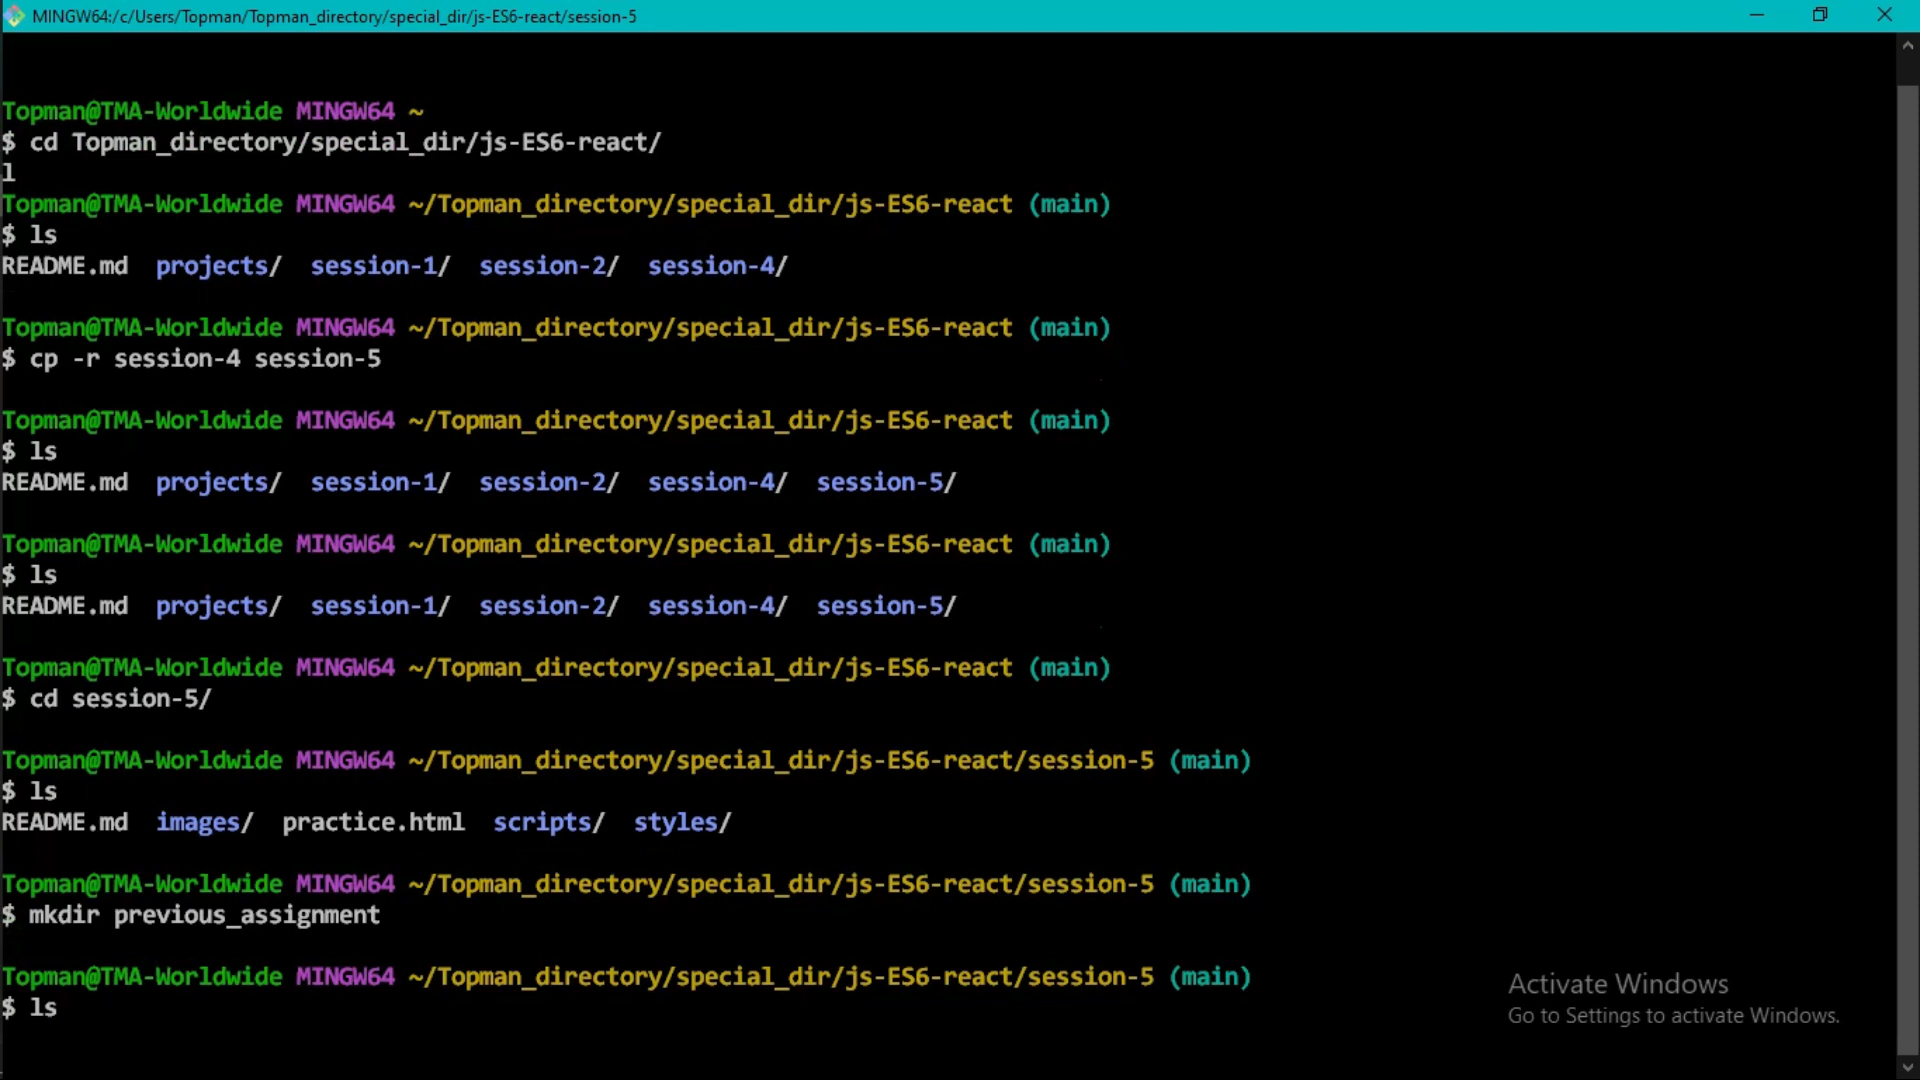 MINGW64:/c/Users/Topman/Topman_directory/special_dir/js-ES6-react/session-5
Topman@TMA-Worldwide MINGW64 ~
$ cd Topman_directory/special_dir/js-ES6-react/
l
Topman@TMA-Worldwide MINGW64 ~/Topman_directory/special_dir/js-ES6-react (main)
$ ls
README.md  projects/  session-1/  session-2/  session-4/
Topman@TMA-Worldwide MINGW64 ~/Topman_directory/special_dir/js-ES6-react (main)
$ cp -r session-4 session-5
Topman@TMA-Worldwide MINGW64 ~/Topman_directory/special_dir/js-ES6-react (main)
$ ls
README.md  projects/  session-1/  session-2/  session-4/  session-5/
Topman@TMA-Worldwide MINGW64 ~/Topman_directory/special_dir/js-ES6-react (main)
$ ls
README.md  projects/  session-1/  session-2/  session-4/  session-5/
Topman@TMA-Worldwide MINGW64 ~/Topman_directory/special_dir/js-ES6-react (main)
$ cd session-5/
Topman@TMA-Worldwide MINGW64 ~/Topman_directory/special_dir/js-ES6-react/session-5 (main)
$ ls
README.md  images/  practice.html  scripts/  styles/
Topman@TMA-Worldwide MINGW64 ~/Topman_directory/special_dir/js-ES6-react/session-5 (main)
$ mkdir previous_assignment
Topman@TMA-Worldwide MINGW64 ~/Topman_directory/special_dir/js-ES6-react/session-5 (main)
$ ls
Activate Windows
Go to Settings to activate Windows.